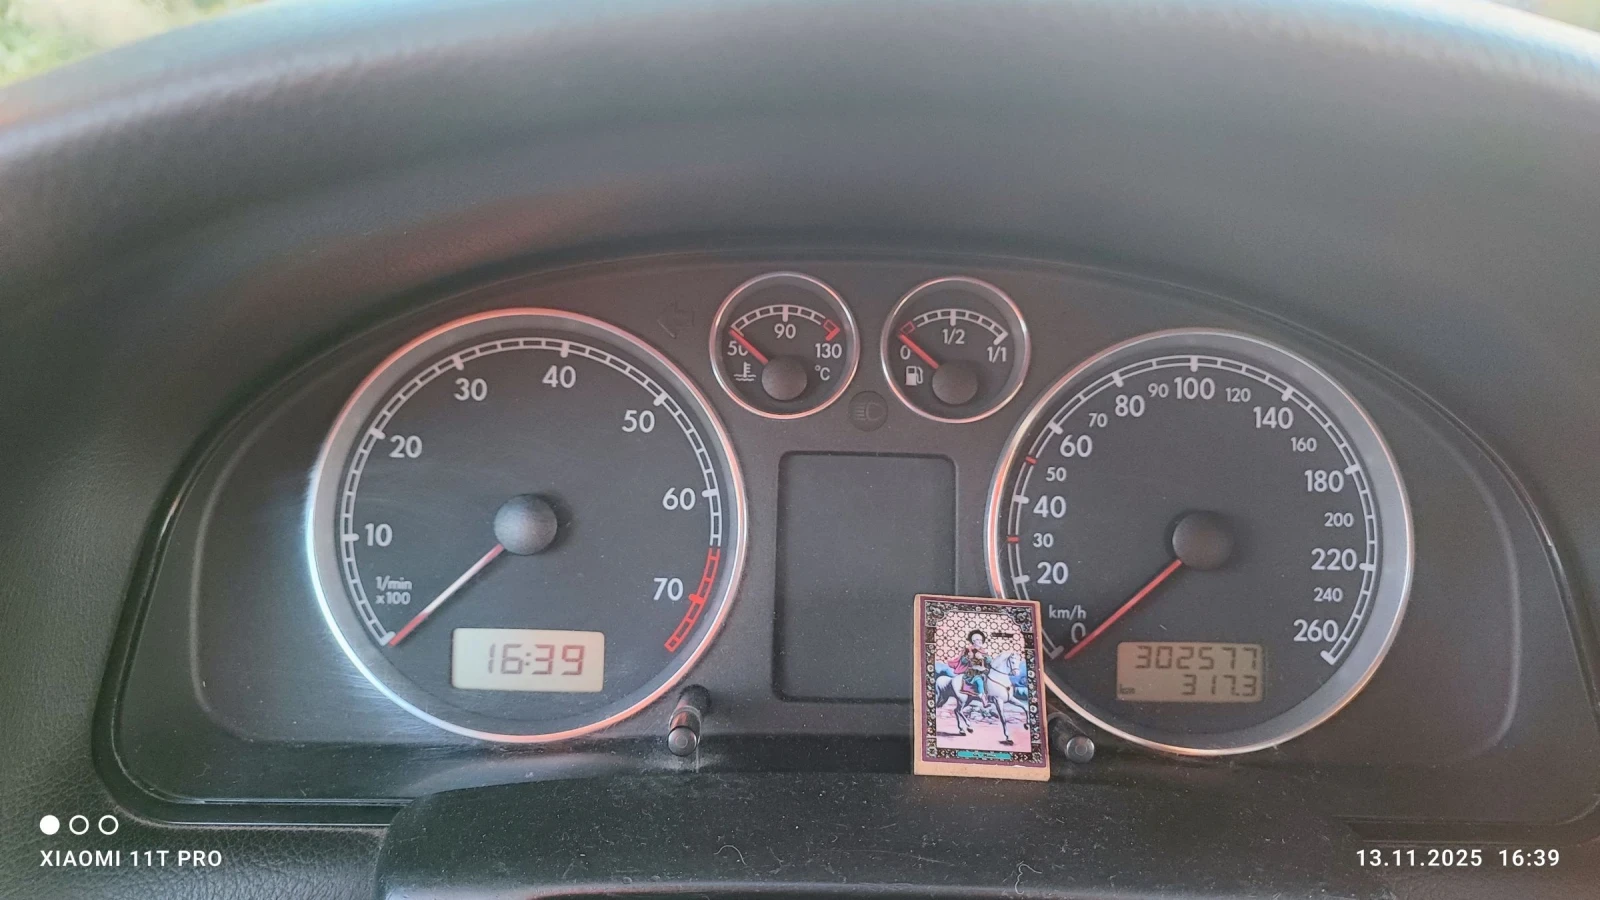 50 90 130
°C
0 1/2 1/1
10 20 30 40 50 60 70
1/min
x100
16:39
0 20 30 40 50 60 70 80 90 100 120 140 160 180 200 220 240 260
km/h
302577
km 317.3
XIAOMI 11T PRO
13.11.2025 16:39